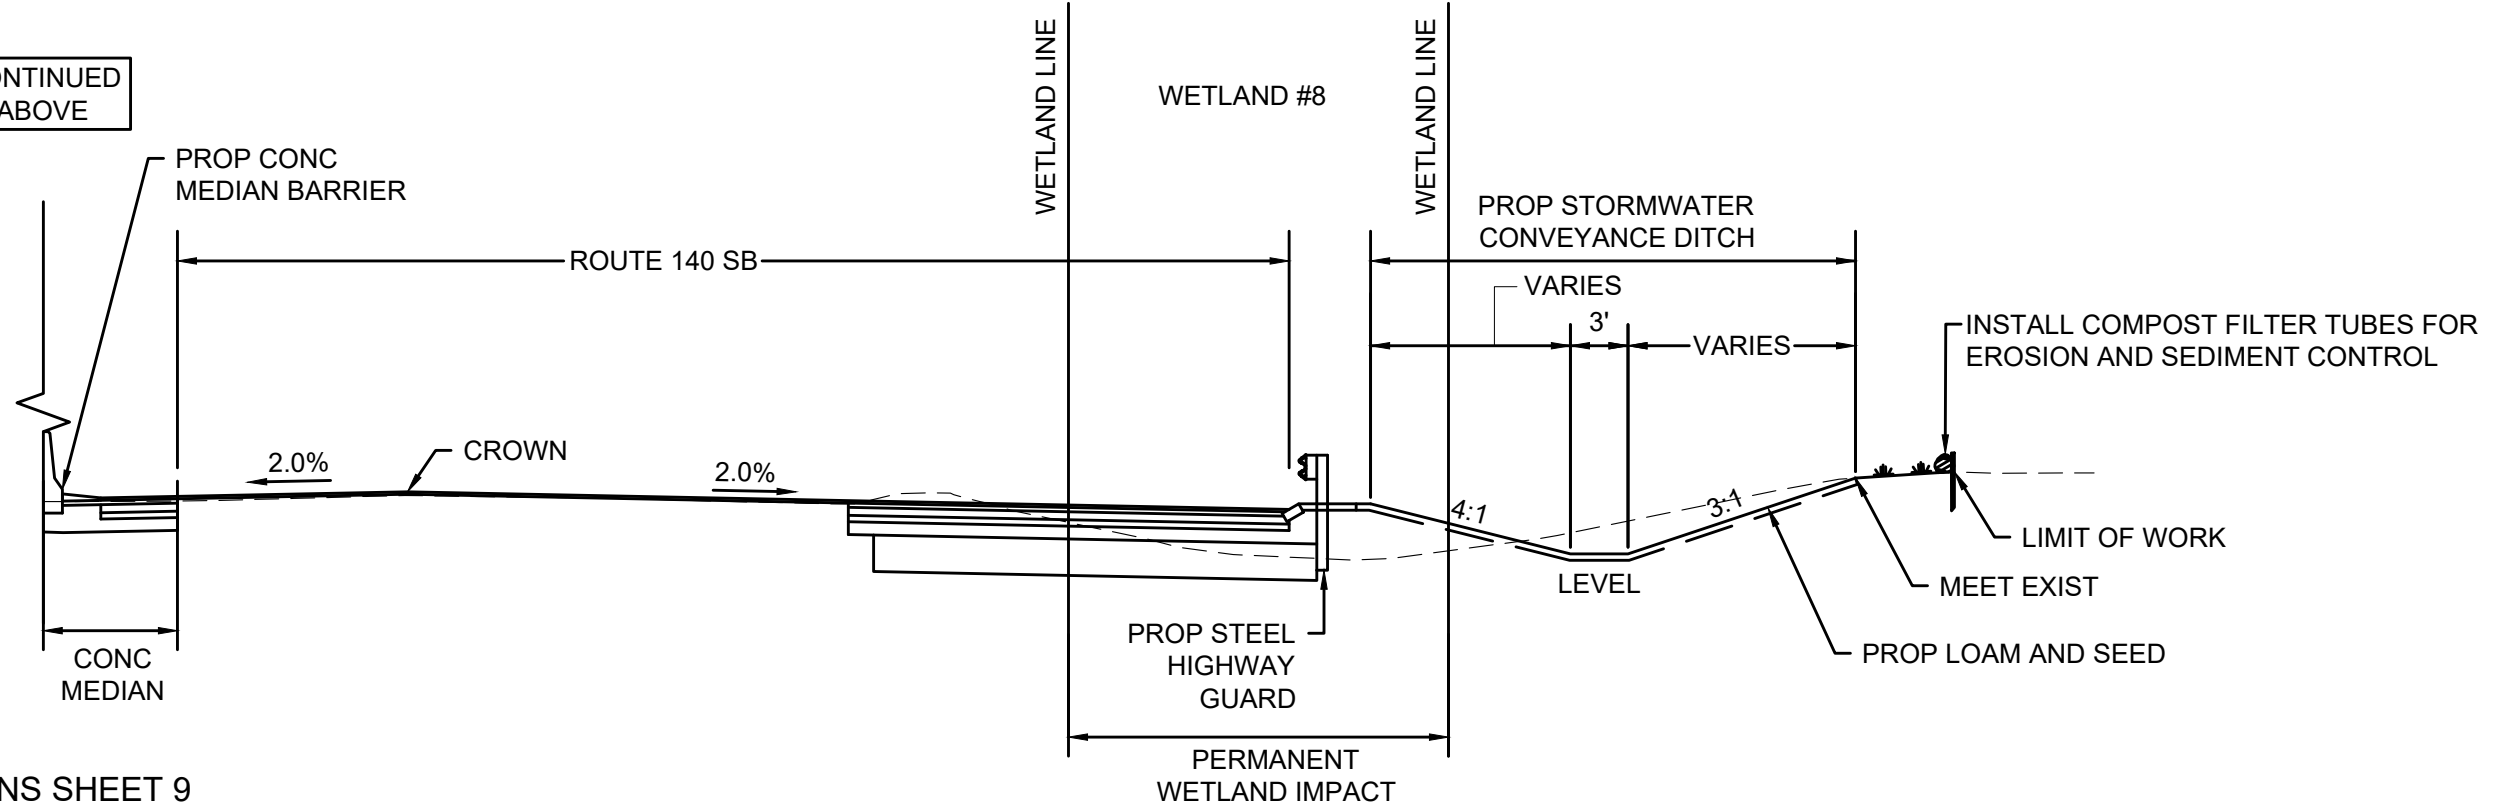 ONTINUED
ABOVE
WETLAND LINE
WETLAND #8
WETLAND LINE
PROP CONC
MEDIAN BARRIER
PROP STORMWATER
CONVEYANCE DITCH
ROUTE 140 SB
VARIES
3'
VARIES
INSTALL COMPOST FILTER TUBES FOR
EROSION AND SEDIMENT CONTROL
2.0%
CROWN
2.0%
4:1
3:1
LIMIT OF WORK
LEVEL
MEET EXIST
PROP STEEL
HIGHWAY
GUARD
PROP LOAM AND SEED
CONC
MEDIAN
PERMANENT
WETLAND IMPACT
NS SHEET 9